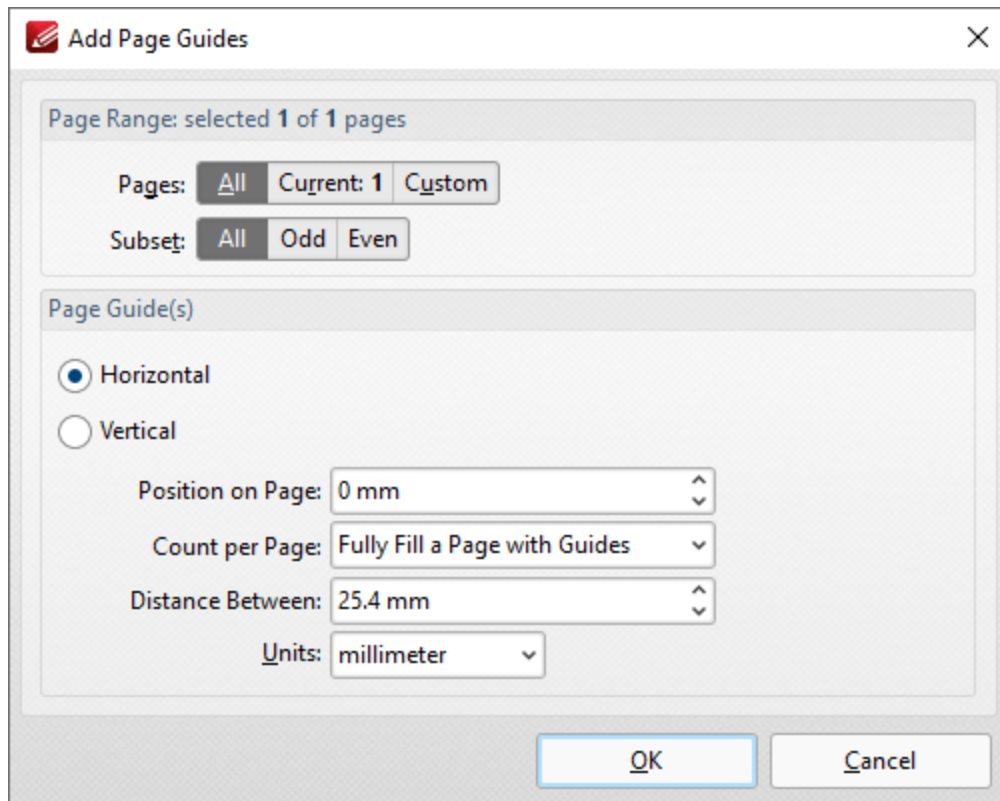 Add Page Guides
Page Range: selected 1 of 1 pages
Pages: All Current: 1 Custom
Subset: All Odd Even
Page Guide(s)
Horizontal
Vertical
Position on Page: 0 mm
Count per Page: Fully Fill a Page with Guides
Distance Between: 25.4 mm
Units: millimeter
OK Cancel